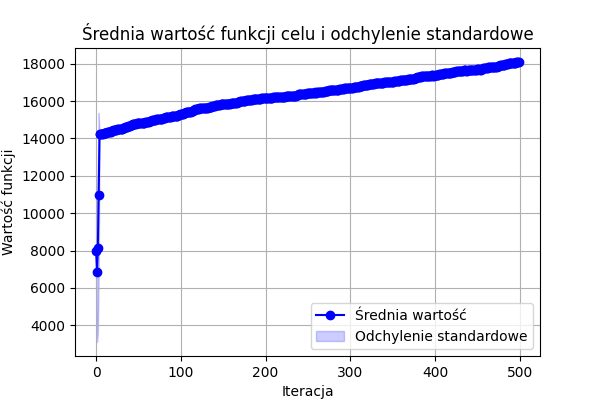 Średnia wartość funkcji celu i odchylenie standardowe
Wartość funkcji
18000
16000
14000
12000
10000
8000
6000
4000
0
100
200
300
400
500
Iteracja
Średnia wartość
Odchylenie standardowe